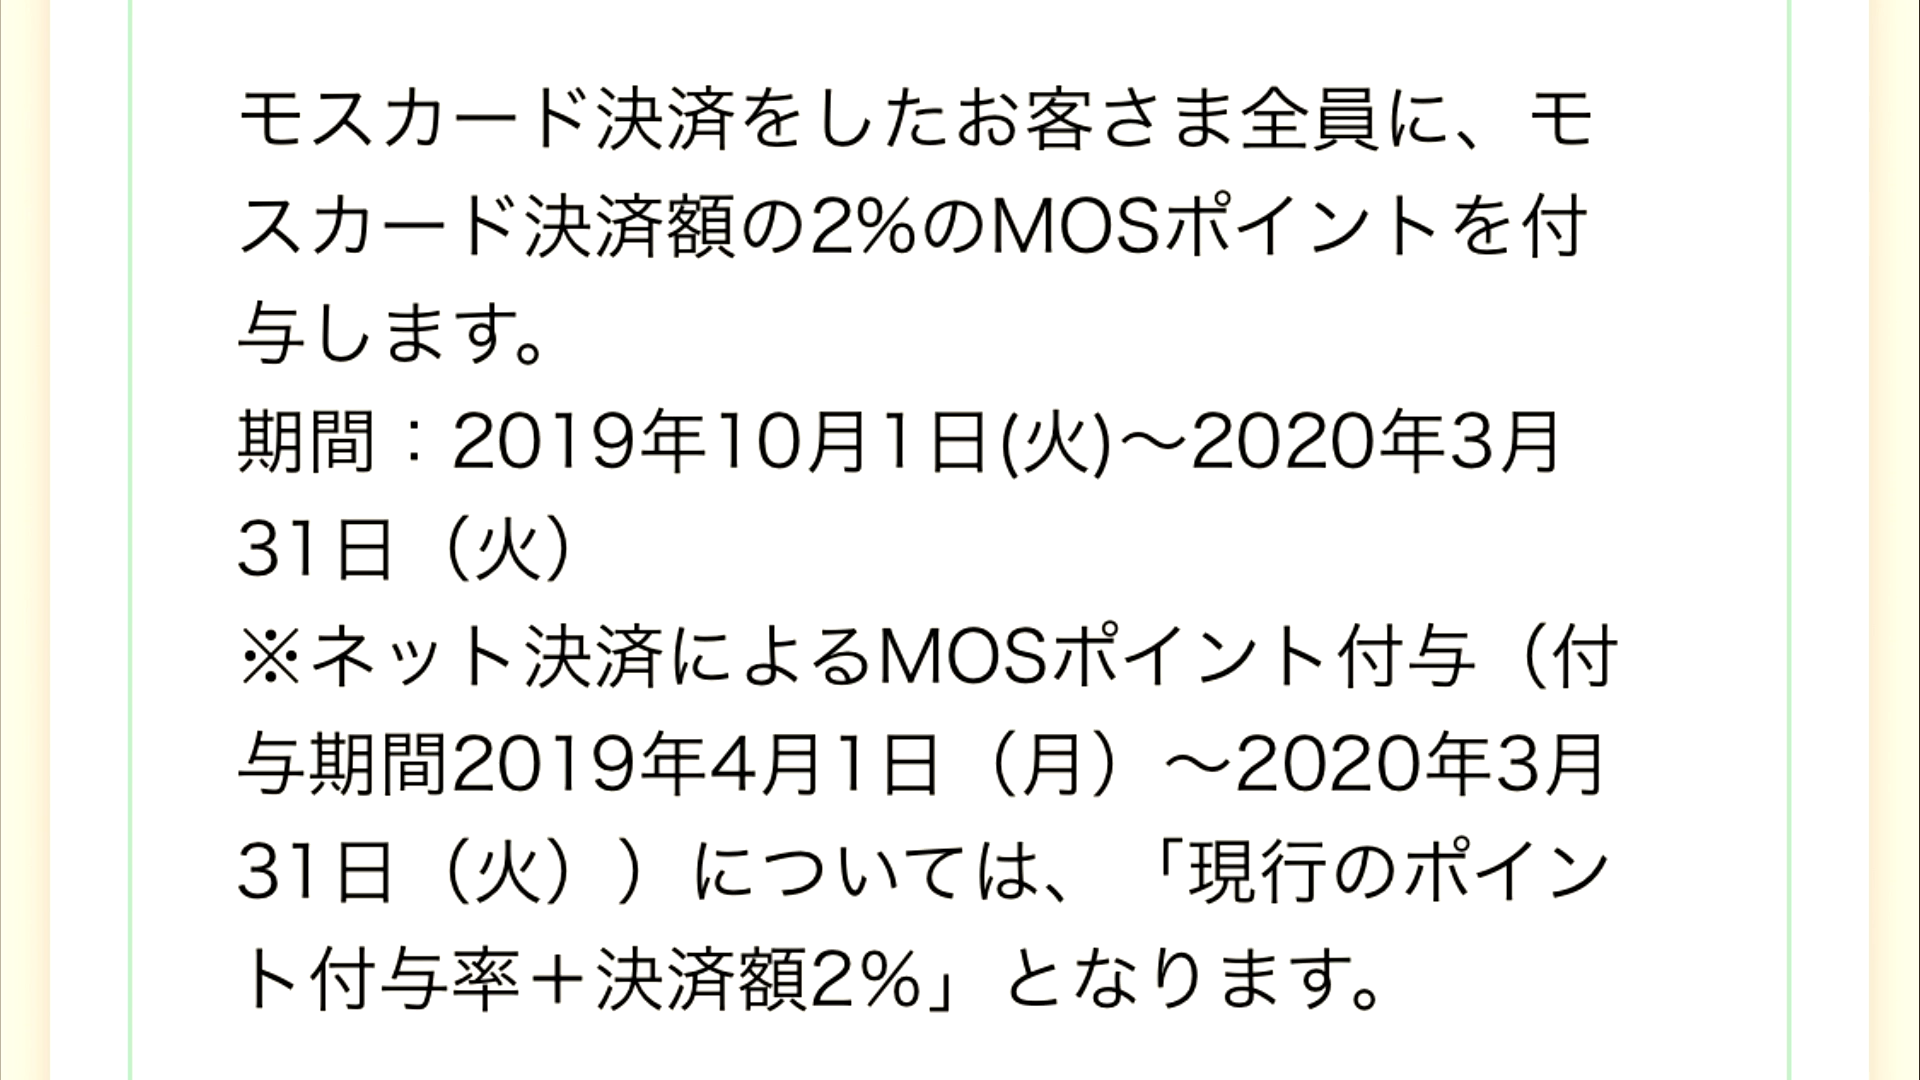 モスカード決済をしたお客さま全員に、モ
スカード決済額の2%のMOSポイントを付
与します。
期間：2019年10月1日(火)〜2020年3月
31日（火）
※ネット決済によるMOSポイント付与（付
与期間2019年4月1日（月）〜2020年3月
31日（火））については、「現行のポイン
ト付与率＋決済額2%」となります。